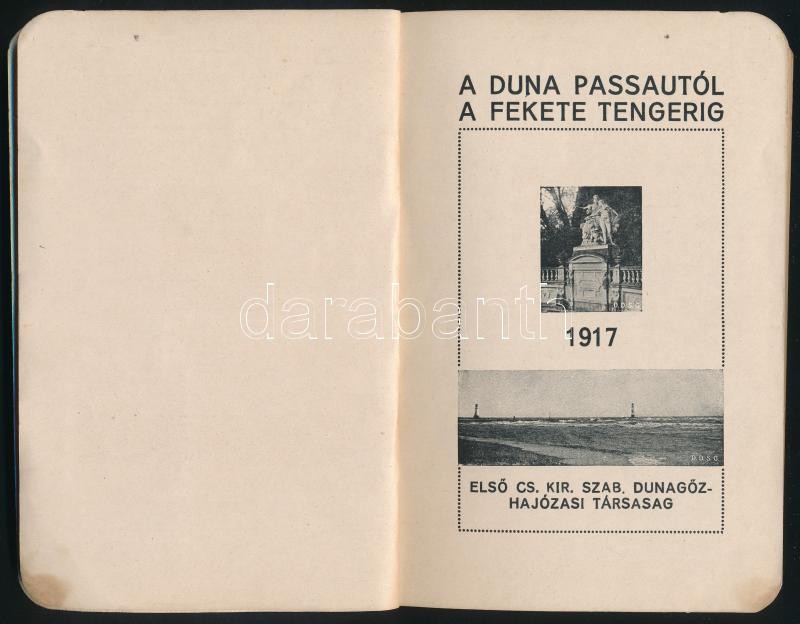 A DUNA PASSAUTÓL
A FEKETE TENGERIG
D.D.S.G.
1917
D.D.S.G.
ELSŐ CS. KIR. SZAB. DUNAGŐZ-
HAJÓZASI TÁRSASAG
darabanth